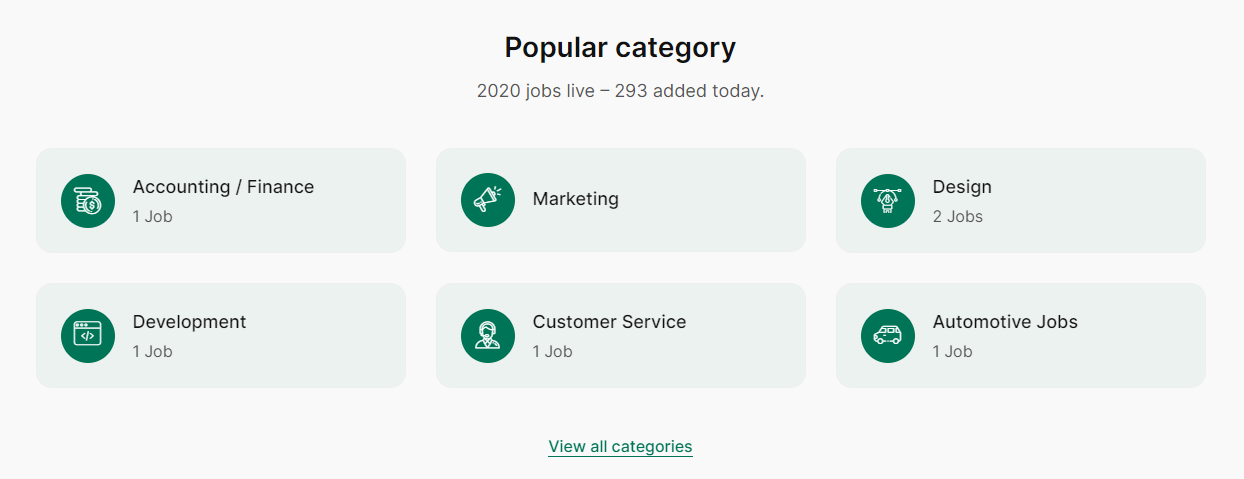 Popular category
2020 jobs live – 293 added today.
Accounting / Finance
1 Job
Marketing
Design
2 Jobs
Development
1 Job
Customer Service
1 Job
Automotive Jobs
1 Job
View all categories